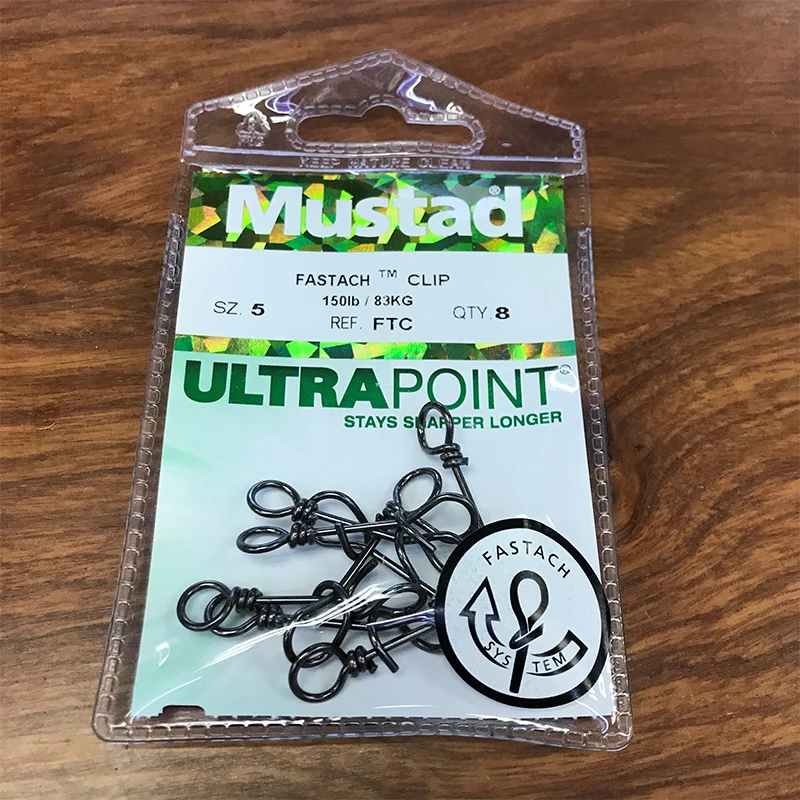 KEEP NATURE CLEAN
Mustad®
FASTACH ™ CLIP
150lb / 83KG
SZ. 5
QTY. 8
REF. FTC
ULTRAPOINT®
STAYS SHARPER LONGER
FASTACH
SYSTEM